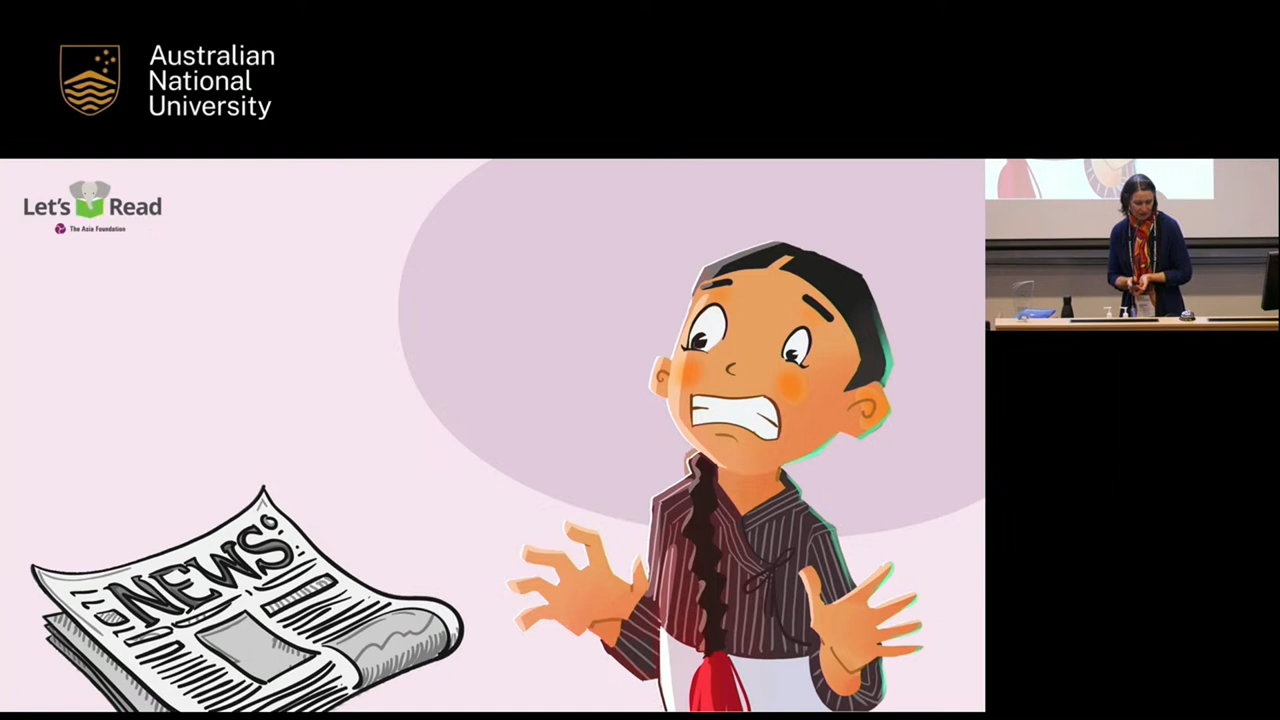 Australian
National
University
Let's Read
The Asia Foundation
NEWS